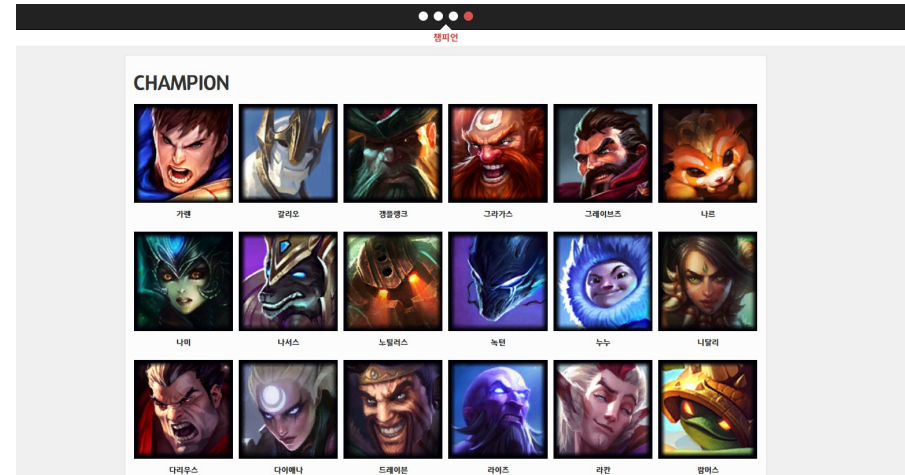 챔피언
CHAMPION
가렌 갈리오 갱플랭크 그라가스 그레이브즈 나르
나미 나서스 노틸러스 녹턴 누누 니달리
다리우스 다이애나 드레이븐 라이즈 라칸 람머스